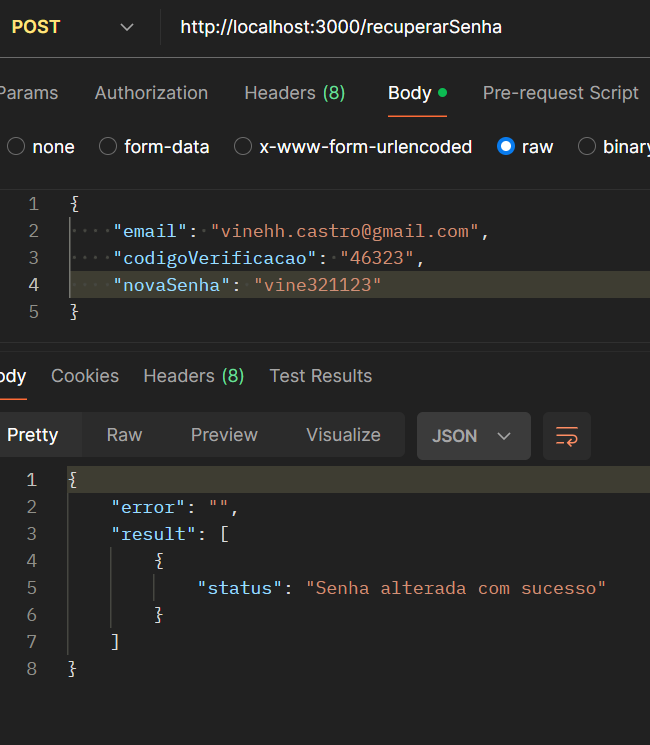 POST http://localhost:3000/recuperarSenha
Params Authorization Headers (8) Body Pre-request Script
none form-data x-www-form-urlencoded raw binary
1 {
2 "email": "vinehh.castro@gmail.com",
3 "codigoVerificacao": "46323",
4 "novaSenha": "vine321123"
5 }
ody Cookies Headers (8) Test Results
Pretty Raw Preview Visualize JSON
1 {
2 "error": "",
3 "result": [
4 {
5 "status": "Senha alterada com sucesso"
6 }
7 ]
8 }